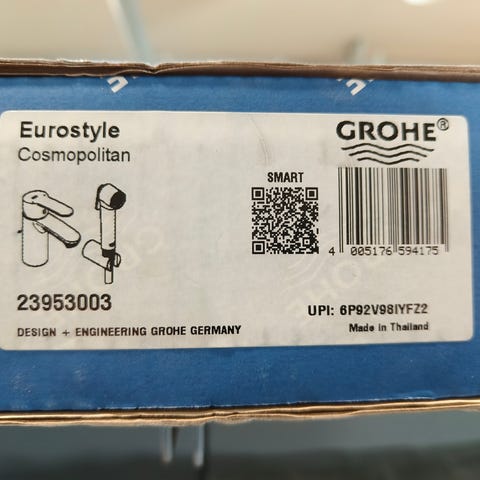 Eurostyle
Cosmopolitan
GROHE®
SMART
4 005176 594175
23953003
UPI: 6P92V98IYFZ2
DESIGN + ENGINEERING GROHE GERMANY
Made in Thailand